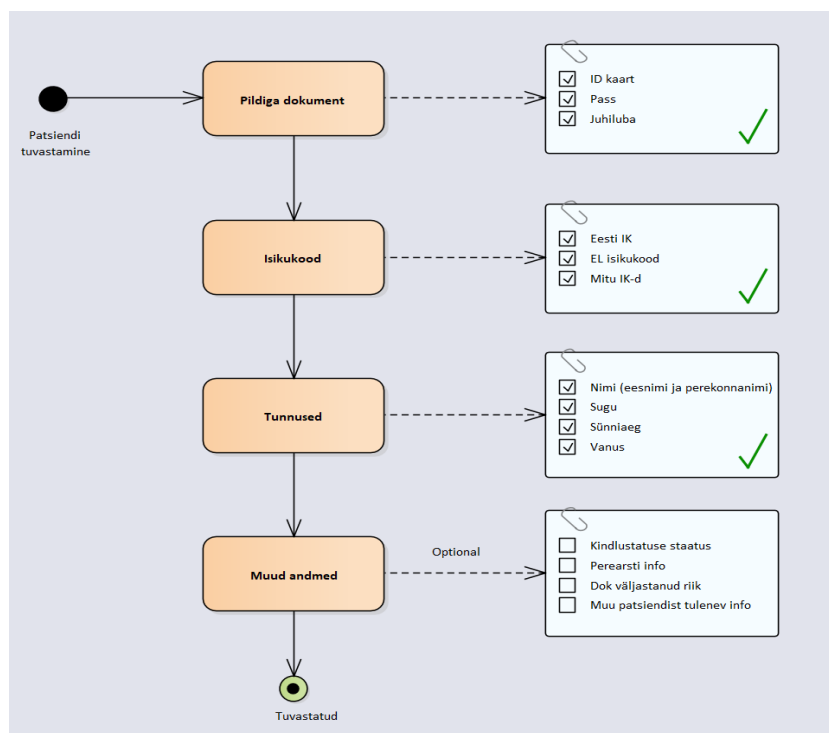 Patsiendi
tuvastamine
Pildiga dokument
ID kaart
Pass
Juhiluba
Isikukood
Eesti IK
EL isikukood
Mitu IK-d
Tunnused
Nimi (eesnimi ja perekonnanimi)
Sugu
Sünniaeg
Vanus
Muud andmed
Optional
Kindlustatuse staatus
Perearsti info
Dok väljastanud riik
Muu patsiendist tulenev info
Tuvastatud